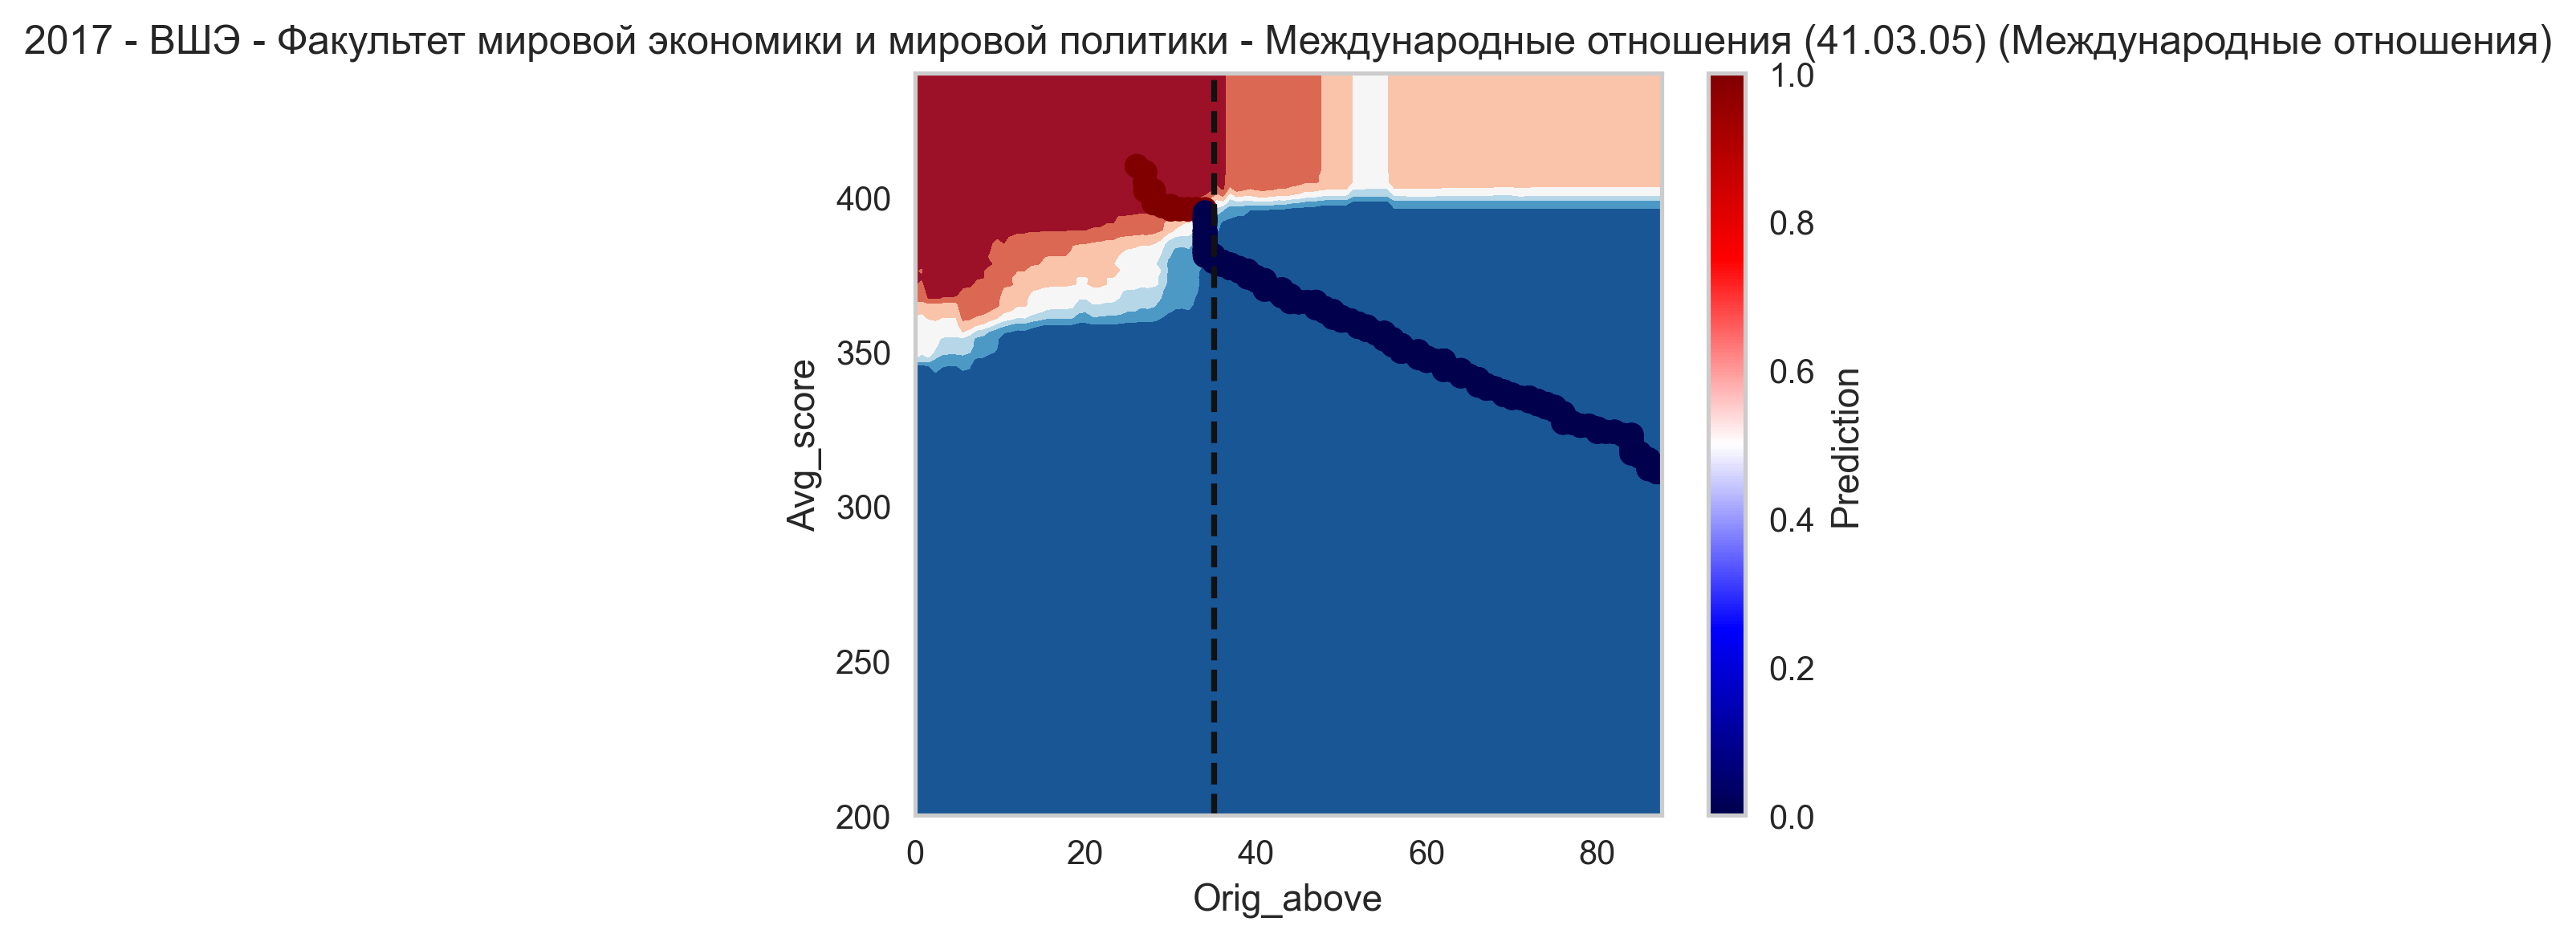 2017 - ВШЭ - Факультет мировой экономики и мировой политики - Международные отношения (41.03.05) (Международные отношения)
400
350
300
250
200
Avg_score
0 20 40 60 80
Orig_above
1.0
0.8
0.6
0.4
0.2
0.0
Prediction